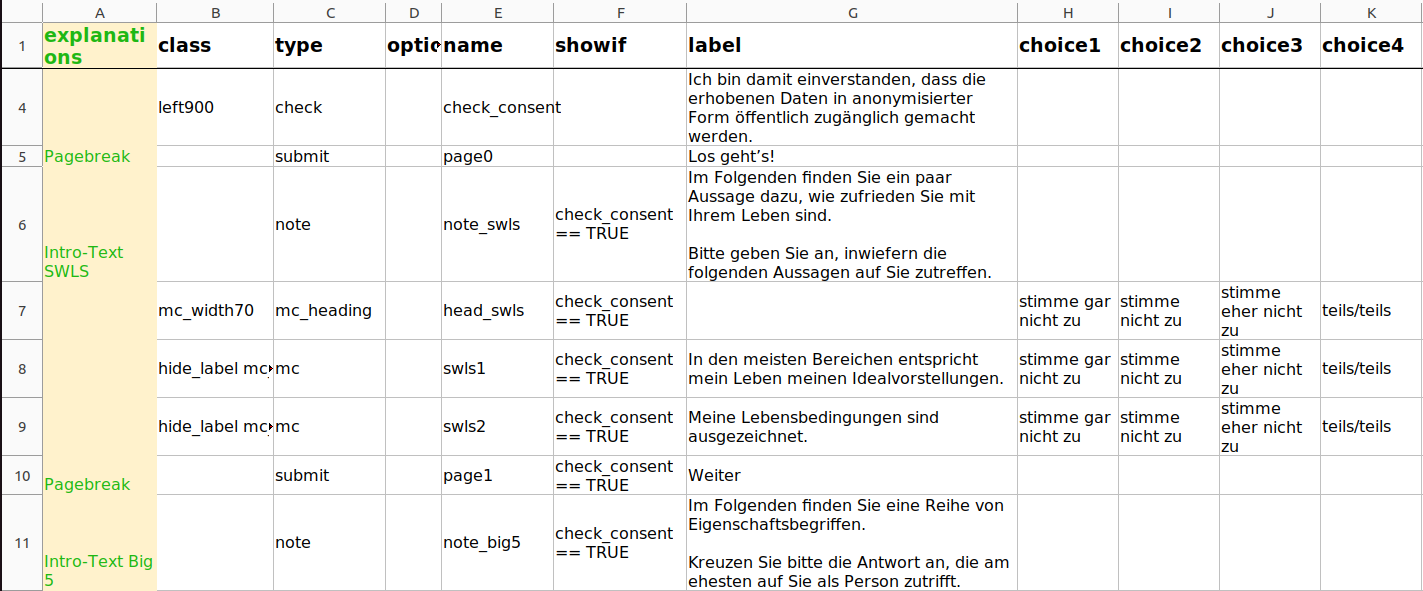 A B C D E F G H I J K
1 explanati class type optio name showif label choice1 choice2 choice3 choice4
ons
4 left900 check check_consent Ich bin damit einverstanden, dass die
erhobenen Daten in anonymisierter
Form öffentlich zugänglich gemacht
werden.
5 Pagebreak submit page0 Los geht's!
6 Intro-Text
SWLS
note note_swls check_consent
== TRUE
Im Folgenden finden Sie ein paar
Aussage dazu, wie zufrieden Sie mit
Ihrem Leben sind.
Bitte geben Sie an, inwiefern die
folgenden Aussagen auf Sie zutreffen.
7 mc_width70 mc_heading head_swls check_consent
== TRUE
stimme gar
nicht zu
stimme
nicht zu
stimme
eher nicht
zu
teils/teils
8 hide_label mc mc swls1 check_consent
== TRUE
In den meisten Bereichen entspricht
mein Leben meinen Idealvorstellungen.
stimme gar
nicht zu
stimme
nicht zu
stimme
eher nicht
zu
teils/teils
9 hide_label mc mc swls2 check_consent
== TRUE
Meine Lebensbedingungen sind
ausgezeichnet.
stimme gar
nicht zu
stimme
nicht zu
stimme
eher nicht
zu
teils/teils
10 Pagebreak submit page1 check_consent
== TRUE
Weiter
11 Intro-Text Big
5
note note_big5 check_consent
== TRUE
Im Folgenden finden Sie eine Reihe von
Eigenschaftsbegriffen.
Kreuzen Sie bitte die Antwort an, die am
ehesten auf Sie als Person zutrifft.